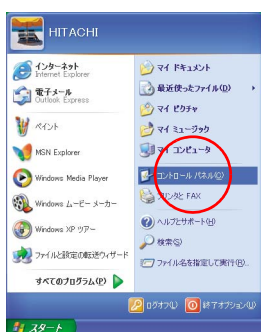 HITACHI
インターネット
Internet Explorer
電子メール
Outlook Express
ペイント
MSN Explorer
Windows Media Player
Windows ムービー メーカー
Windows XP ツアー
ファイルと設定の転送ウィザード
すべてのプログラム(P)
マイ ドキュメント
最近使ったファイル(D)
マイ ピクチャ
マイ ミュージック
マイ コンピュータ
コントロール パネル(C)
プリンタと FAX
ヘルプとサポート(H)
検索(S)
ファイル名を指定して実行(R)...
ログオフ(L)
終了オプション(U)
スタート